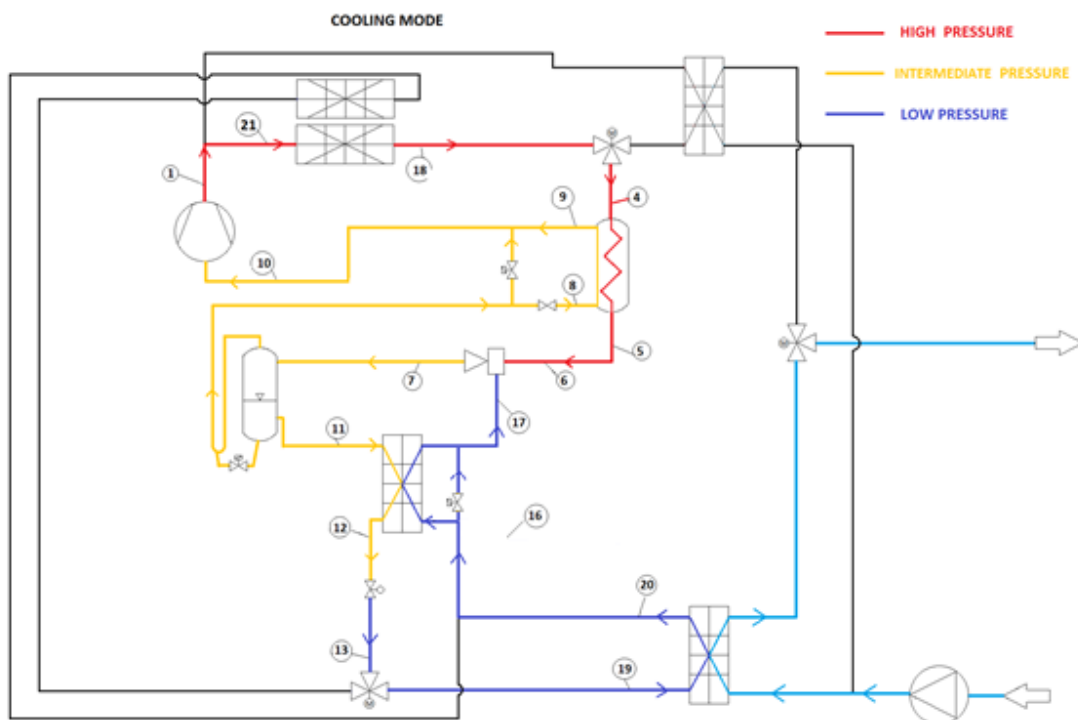 COOLING MODE
HIGH PRESSURE
INTERMEDIATE PRESSURE
LOW PRESSURE
21
18
M
1
4
9
10
8
S
5
7
6
M
17
11
S
16
12
20
13
19
M